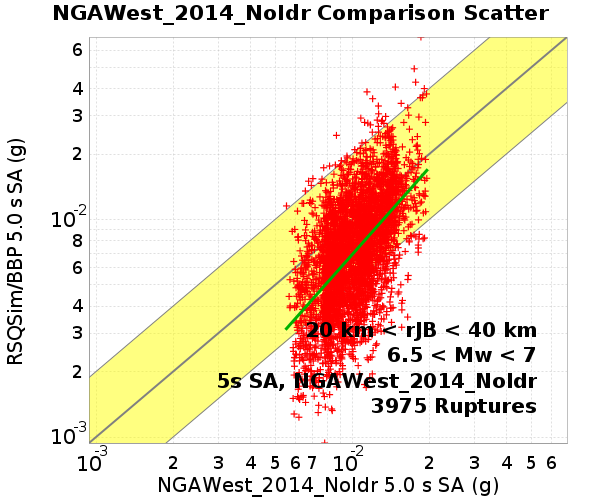 NGAWest_2014_NoIdr Comparison Scatter
RSQSim/BBP 5.0 s SA (g)
6
4
3
2
10-2
8
6
4
3
2
10-3
20 km < rJB < 40 km
6.5 < Mw < 7
5s SA, NGAWest_2014_NoIdr
3975 Ruptures
10-3 2 3 4 5 6 7 10-2 2 3 4 5 6
NGAWest_2014_NoIdr 5.0 s SA (g)